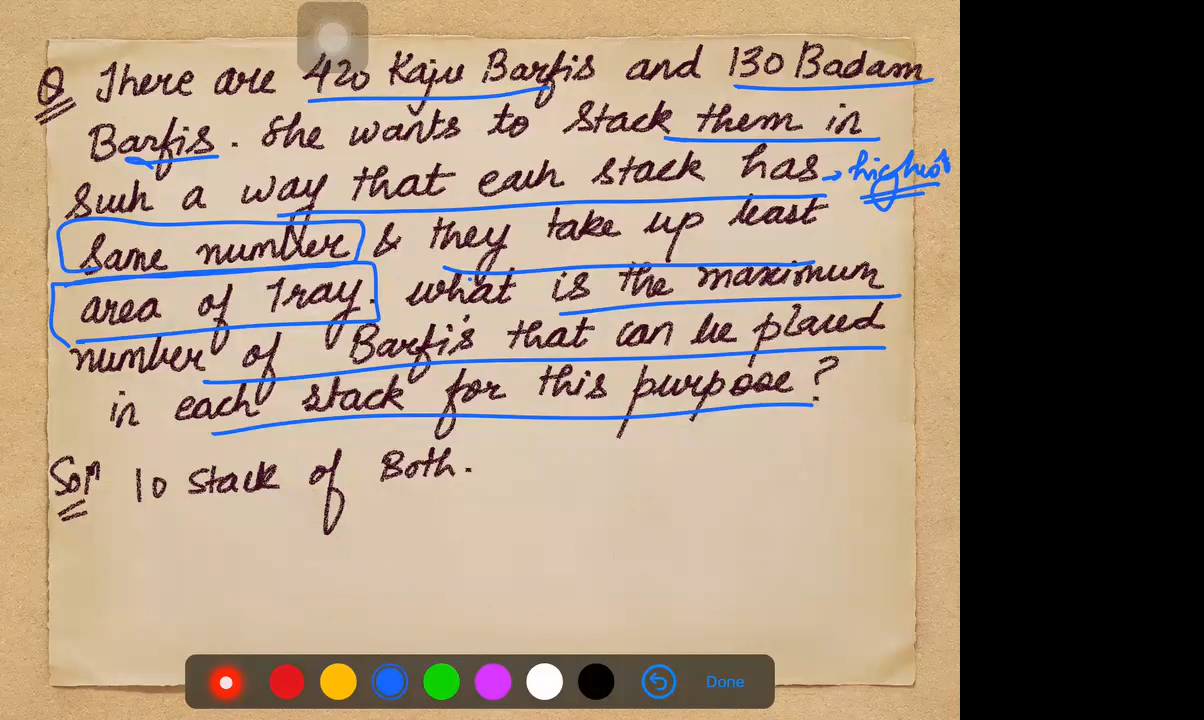 Q There are 420 Kaju Barfis and 130 Badam
Barfis. She wants to stack them in
such a way that each stack has → highest
same number & they take up least
area of Tray. what is the maximum
number of Barfis that can be placed
in each stack for this purpose?
Soln 10 stack of Both.
Done